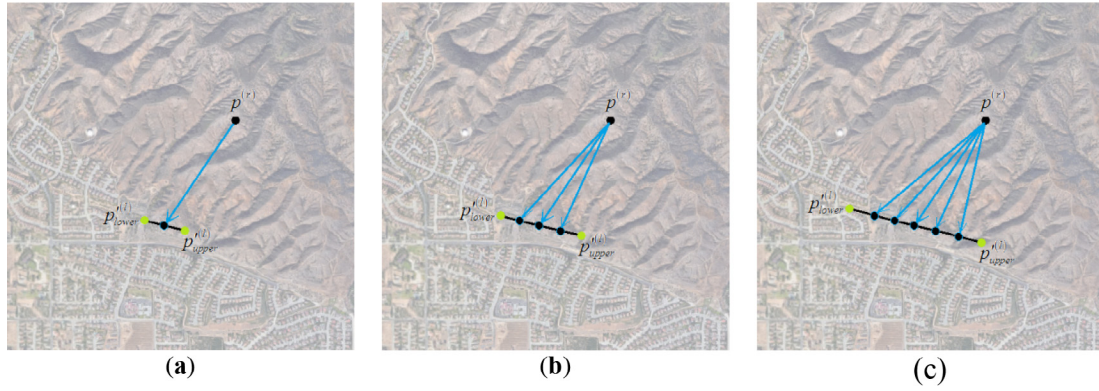 p^(r)
p'^(l)_lower
p'^(l)_upper
(a)
p^(r)
p'^(l)_lower
p'^(l)_upper
(b)
p^(r)
p'^(l)_lower
p'^(l)_upper
(c)